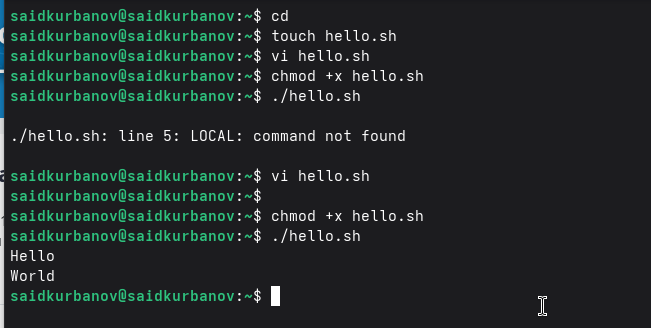 saidkurbanov@saidkurbanov:~$ cd
saidkurbanov@saidkurbanov:~$ touch hello.sh
saidkurbanov@saidkurbanov:~$ vi hello.sh
saidkurbanov@saidkurbanov:~$ chmod +x hello.sh
saidkurbanov@saidkurbanov:~$ ./hello.sh
./hello.sh: line 5: LOCAL: command not found
saidkurbanov@saidkurbanov:~$ vi hello.sh
saidkurbanov@saidkurbanov:~$
saidkurbanov@saidkurbanov:~$ chmod +x hello.sh
saidkurbanov@saidkurbanov:~$ ./hello.sh
Hello
World
saidkurbanov@saidkurbanov:~$